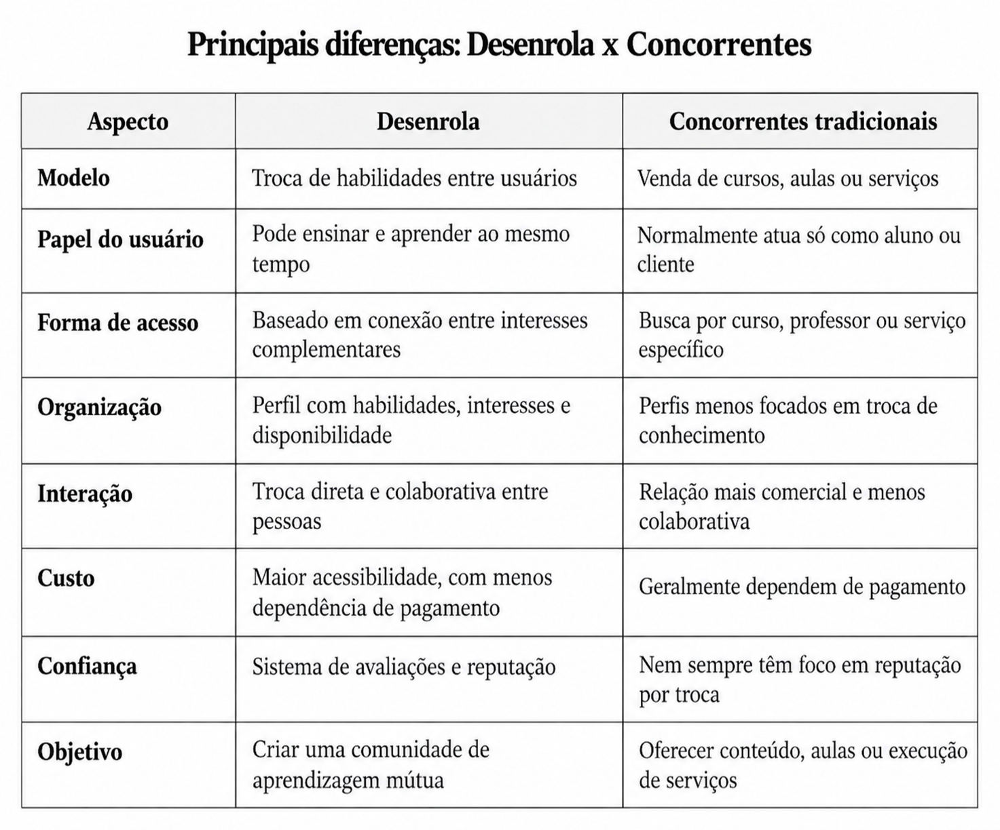 Principais diferenças: Desenrola x Concorrentes
Aspecto
Desenrola
Concorrentes tradicionais
Modelo
Troca de habilidades entre usuários
Venda de cursos, aulas ou serviços
Papel do usuário
Pode ensinar e aprender ao mesmo
tempo
Normalmente atua só como aluno ou
cliente
Forma de acesso
Baseado em conexão entre interesses
complementares
Busca por curso, professor ou serviço
específico
Organização
Perfil com habilidades, interesses e
disponibilidade
Perfis menos focados em troca de
conhecimento
Interação
Troca direta e colaborativa entre
pessoas
Relação mais comercial e menos
colaborativa
Custo
Maior acessibilidade, com menos
dependência de pagamento
Geralmente dependem de pagamento
Confiança
Sistema de avaliações e reputação
Nem sempre têm foco em reputação
por troca
Objetivo
Criar uma comunidade de
aprendizagem mútua
Oferecer conteúdo, aulas ou execução
de serviços